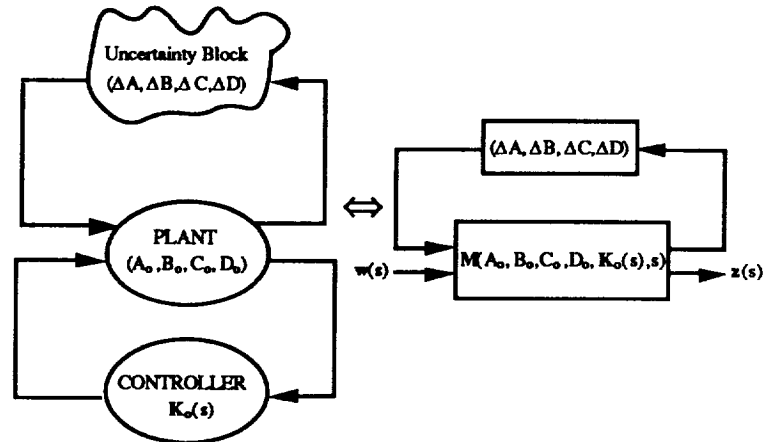 Uncertainty Block
(ΔA, ΔB, ΔC, ΔD)
PLANT
(A₀, B₀, C₀, D₀)
CONTROLLER
K₀(s)
⇔
(ΔA, ΔB, ΔC, ΔD)
w(s)
M(A₀, B₀, C₀, D₀, K₀(s), s)
z(s)